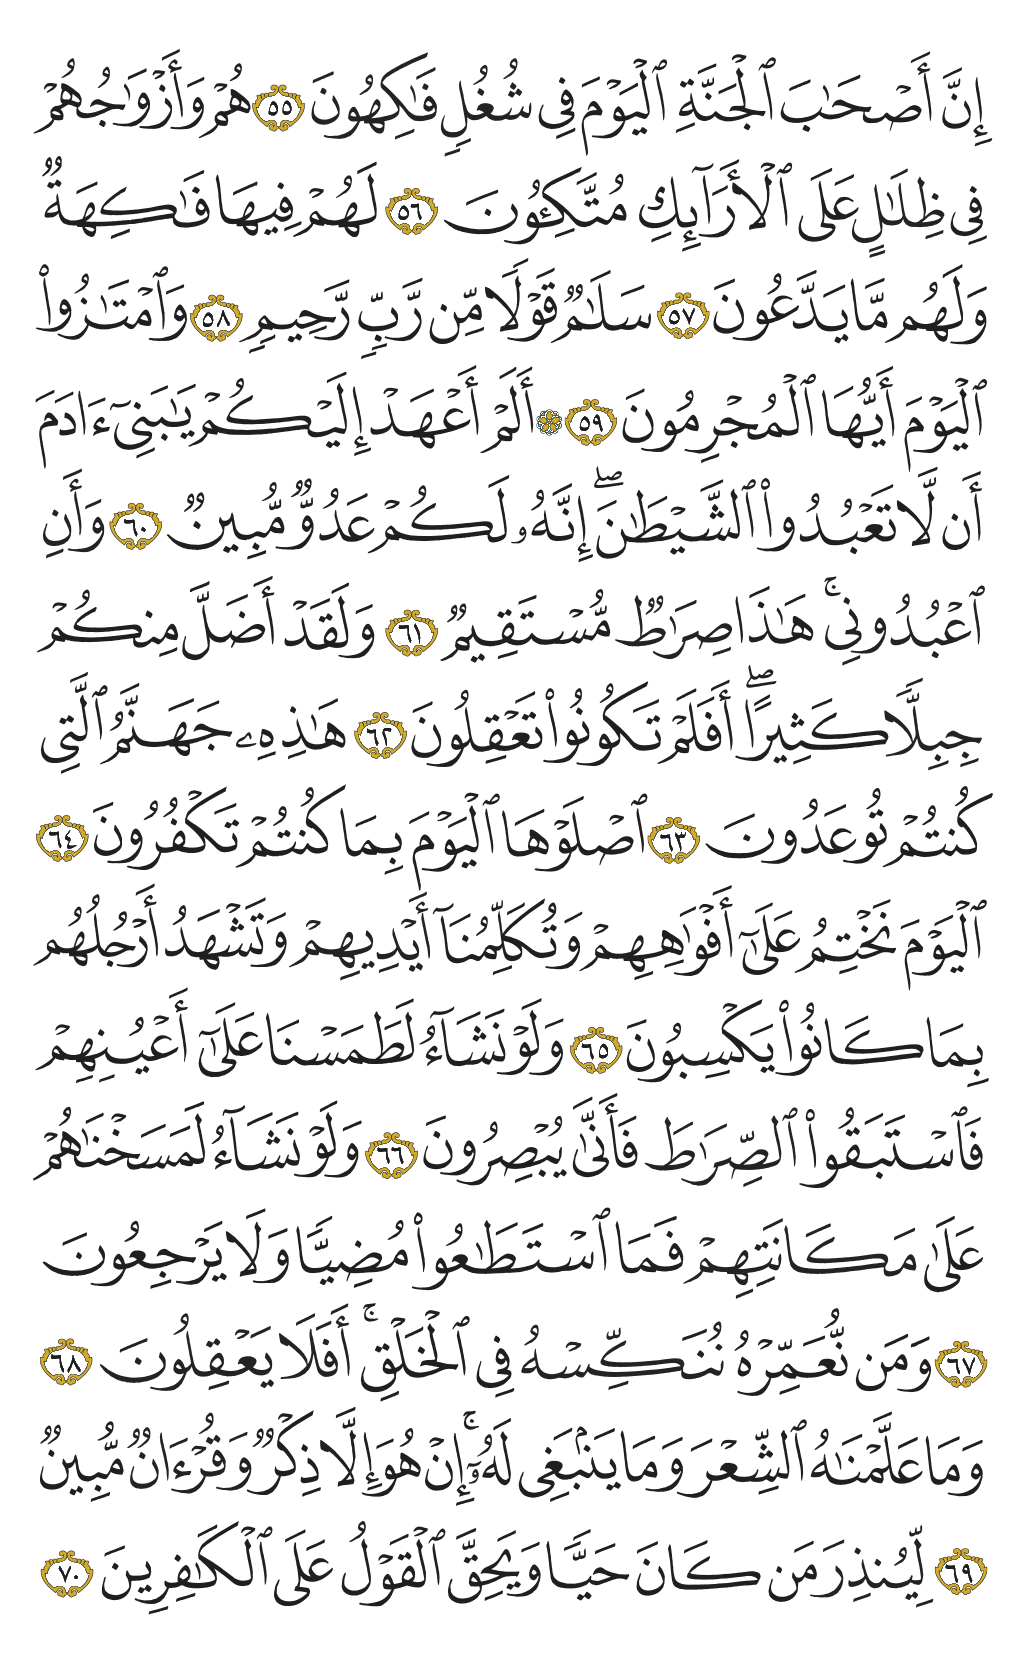 إِنَّ أَصۡحَٰبَ ٱلۡجَنَّةِ ٱلۡيَوۡمَ فِي شُغُلٖ فَٰكِهُونَ ٥٥ هُمۡ وَأَزۡوَٰجُهُمۡ
فِي ظِلَٰلٍ عَلَى ٱلۡأَرَآئِكِ مُتَّكِـُٔونَ ٥٦ لَهُمۡ فِيهَا فَٰكِهَةٞ
وَلَهُم مَّا يَدَّعُونَ ٥٧ سَلَٰمٞ قَوۡلٗا مِّن رَّبّٖ رَّحِيمٖ ٥٨ وَٱمۡتَٰزُواْ
ٱلۡيَوۡمَ أَيُّهَا ٱلۡمُجۡرِمُونَ ٥٩ ۞ أَلَمۡ أَعۡهَدۡ إِلَيۡكُمۡ يَٰبَنِيٓ ءَادَمَ
أَن لَّا تَعۡبُدُواْ ٱلشَّيۡطَٰنَۖ إِنَّهُۥ لَكُمۡ عَدُوّٞ مُّبِينٞ ٦٠ وَأَنِ
ٱعۡبُدُونِيۚ هَٰذَا صِرَٰطٞ مُّسۡتَقِيمٞ ٦١ وَلَقَدۡ أَضَلَّ مِنكُمۡ
جِبِلّٗا كَثِيرًاۖ أَفَلَمۡ تَكُونُواْ تَعۡقِلُونَ ٦٢ هَٰذِهِۦ جَهَنَّمُ ٱلَّتِي
كُنتُمۡ تُوعَدُونَ ٦٣ ٱصۡلَوۡهَا ٱلۡيَوۡمَ بِمَا كُنتُمۡ تَكۡفُرُونَ ٦٤
ٱلۡيَوۡمَ نَخۡتِمُ عَلَىٰٓ أَفۡوَٰهِهِمۡ وَتُكَلِّمُنَآ أَيۡدِيهِمۡ وَتَشۡهَدُ أَرۡجُلُهُم
بِمَا كَانُواْ يَكۡسِبُونَ ٦٥ وَلَوۡ نَشَآءُ لَطَمَسۡنَا عَلَىٰٓ أَعۡيُنِهِمۡ
فَٱسۡتَبَقُواْ ٱلصِّرَٰطَ فَأَنَّىٰ يُبۡصِرُونَ ٦٦ وَلَوۡ نَشَآءُ لَمَسَخۡنَٰهُمۡ
عَلَىٰ مَكَانَتِهِمۡ فَمَا ٱسۡتَطَٰعُواْ مُضِيّٗا وَلَا يَرۡجِعُونَ
٦٧ وَمَن نُّعَمِّرۡهُ نُنَكِّسۡهُ فِي ٱلۡخَلۡقِۚ أَفَلَا يَعۡقِلُونَ ٦٨
وَمَا عَلَّمۡنَٰهُ ٱلشِّعۡرَ وَمَا يَنۢبَغِي لَهُۥٓۚ إِنۡ هُوَ إِلَّا ذِكۡرٞ وَقُرۡءَانٞ مُّبِينٞ
٦٩ لِّيُنذِرَ مَن كَانَ حَيّٗا وَيَحِقَّ ٱلۡقَوۡلُ عَلَى ٱلۡكَٰفِرِينَ ٧٠